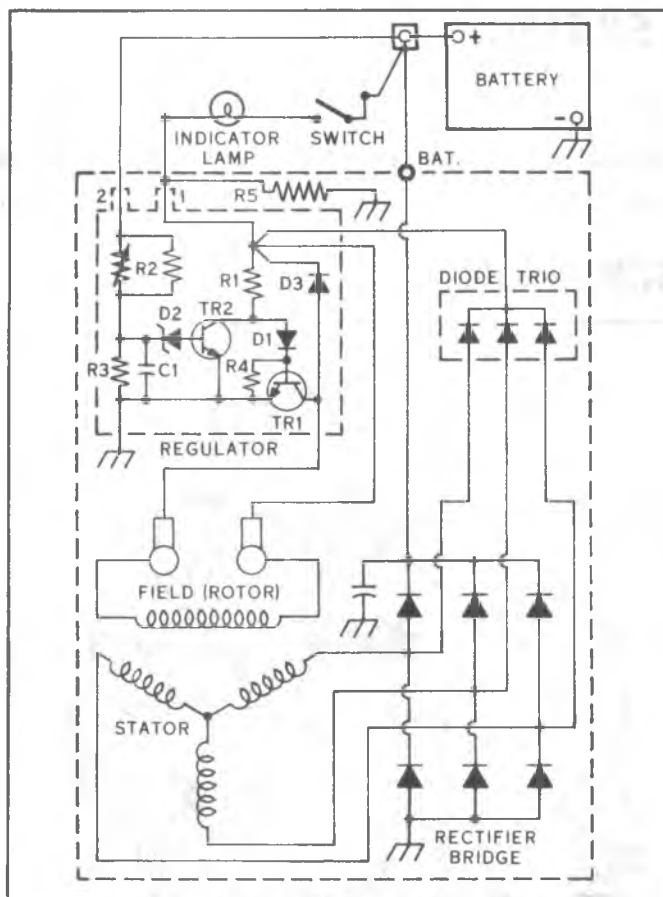 +
BATTERY
-
INDICATOR
LAMP
SWITCH
BAT.
2
1
R5
R2
D3
R1
DIODE TRIO
D2
TR2
D1
R3
C1
R4
TR1
REGULATOR
FIELD (ROTOR)
STATOR
RECTIFIER
BRIDGE